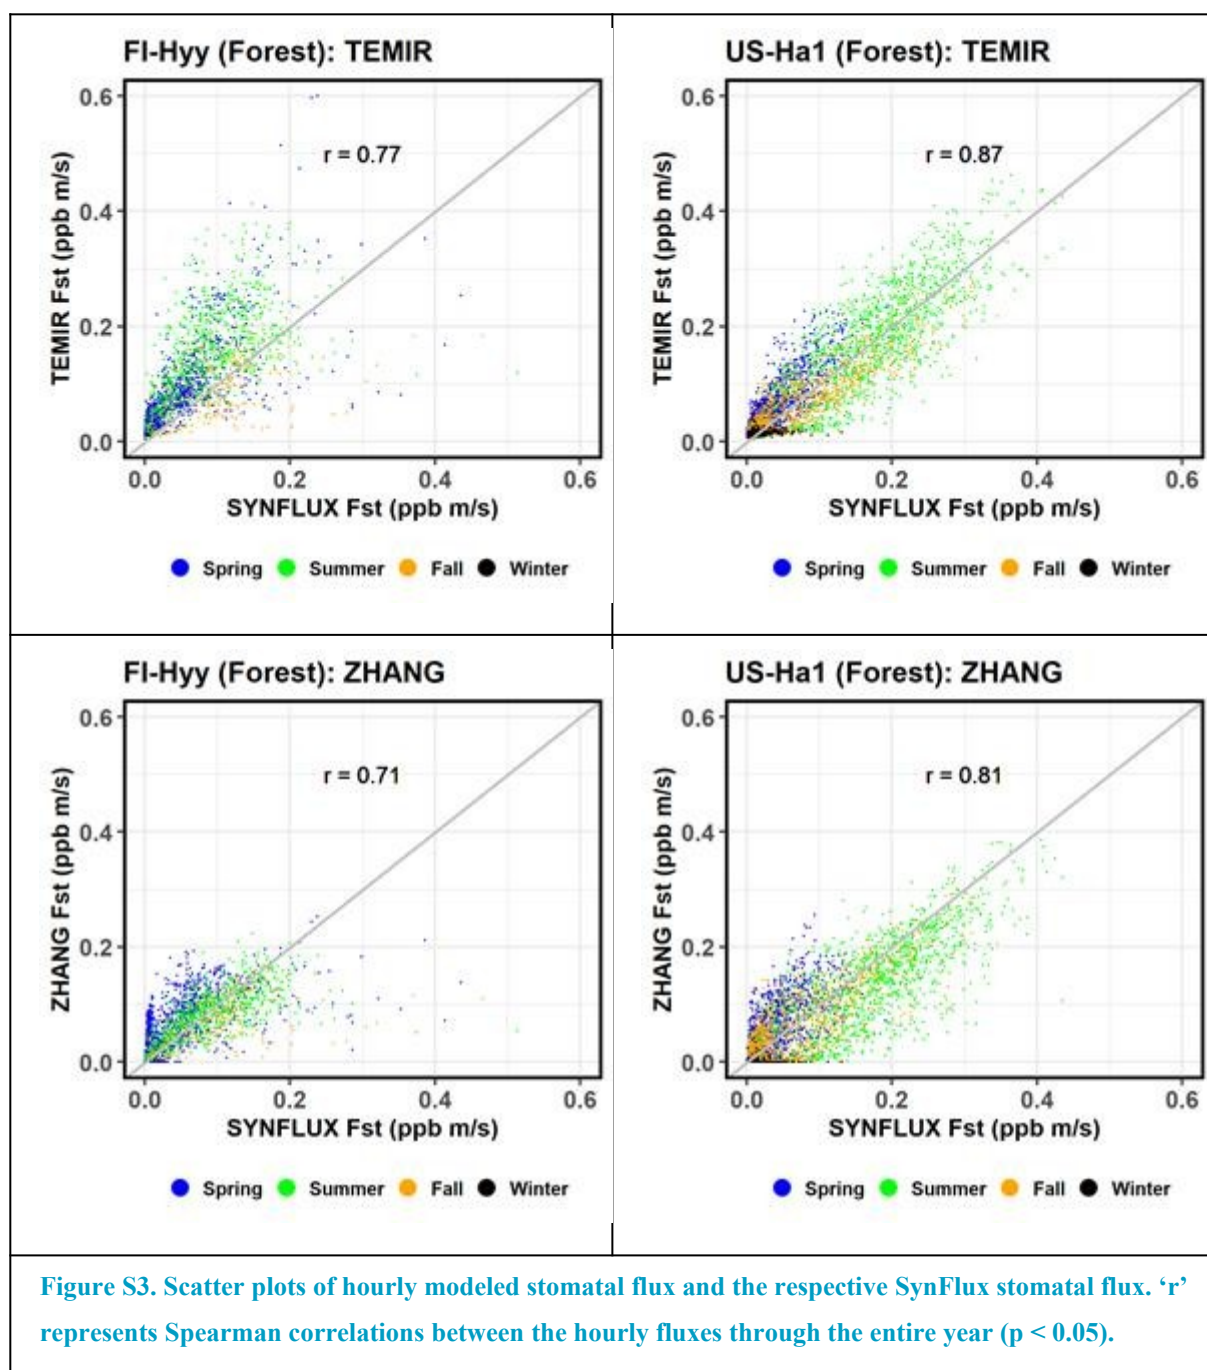 FI-Hyy (Forest): TEMIR
TEMIR Fst (ppb m/s)
0.6
0.4
0.2
0.0
r = 0.77
0.0 0.2 0.4 0.6
SYNFLUX Fst (ppb m/s)
Spring Summer Fall Winter
US-Ha1 (Forest): TEMIR
TEMIR Fst (ppb m/s)
0.6
0.4
0.2
0.0
r = 0.87
0.0 0.2 0.4 0.6
SYNFLUX Fst (ppb m/s)
Spring Summer Fall Winter
FI-Hyy (Forest): ZHANG
ZHANG Fst (ppb m/s)
0.6
0.4
0.2
0.0
r = 0.71
0.0 0.2 0.4 0.6
SYNFLUX Fst (ppb m/s)
Spring Summer Fall Winter
US-Ha1 (Forest): ZHANG
ZHANG Fst (ppb m/s)
0.6
0.4
0.2
0.0
r = 0.81
0.0 0.2 0.4 0.6
SYNFLUX Fst (ppb m/s)
Spring Summer Fall Winter
Figure S3. Scatter plots of hourly modeled stomatal flux and the respective SynFlux stomatal flux. ‘r’
represents Spearman correlations between the hourly fluxes through the entire year (p < 0.05).